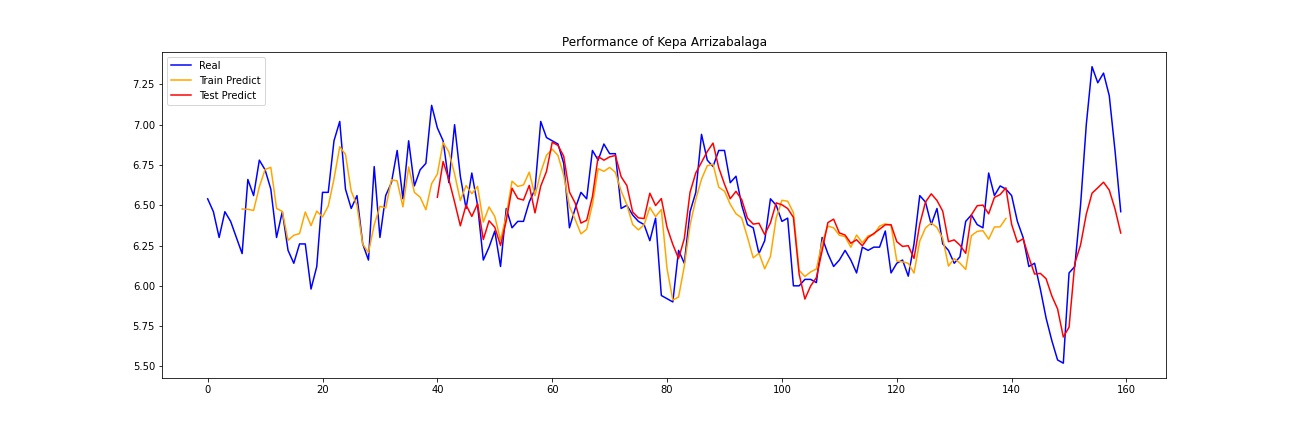 Performance of Kepa Arrizabalaga
Real
Train Predict
Test Predict
7.25
7.00
6.75
6.50
6.25
6.00
5.75
5.50
0 20 40 60 80 100 120 140 160